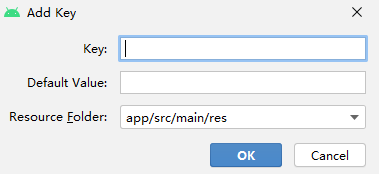 Add Key
Key:
Default Value:
Resource Folder: app/src/main/res
OK Cancel